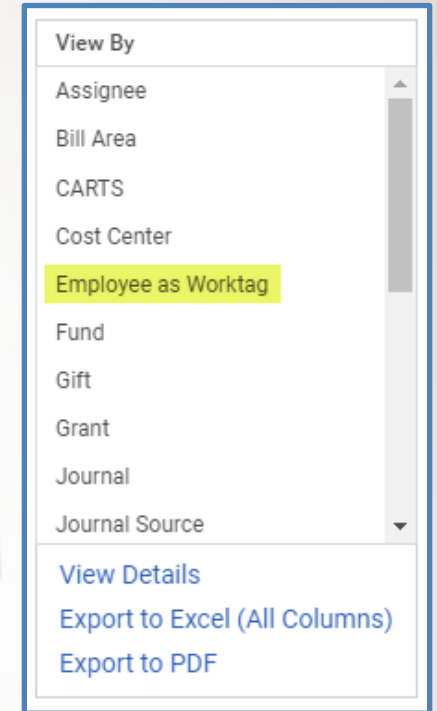 View By
Assignee
Bill Area
CARTS
Cost Center
Employee as Worktag
Fund
Gift
Grant
Journal
Journal Source
View Details
Export to Excel (All Columns)
Export to PDF